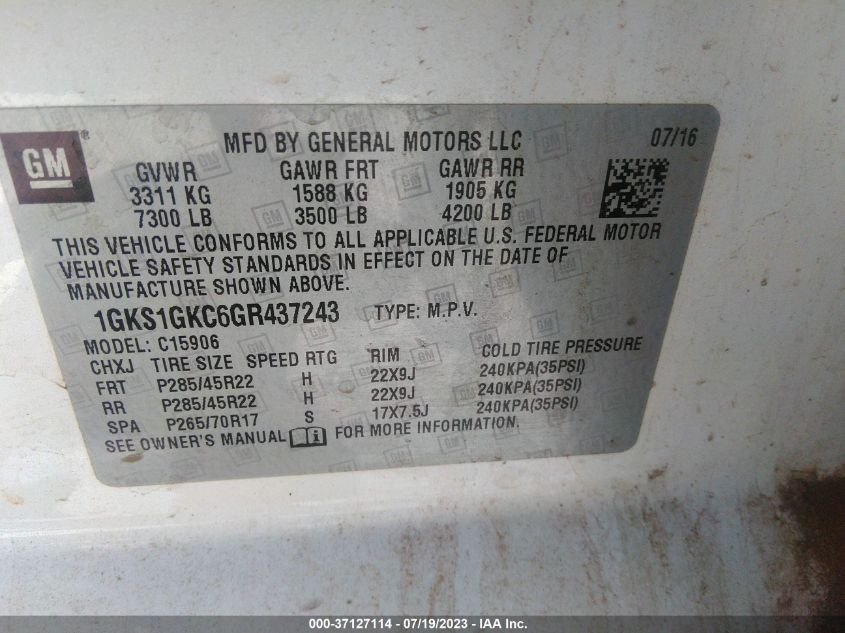 GM®
MFD BY GENERAL MOTORS LLC 07/16
GVWR GAWR FRT GAWR RR
3311 KG 1588 KG 1905 KG
7300 LB 3500 LB 4200 LB
THIS VEHICLE CONFORMS TO ALL APPLICABLE U.S. FEDERAL MOTOR
VEHICLE SAFETY STANDARDS IN EFFECT ON THE DATE OF
MANUFACTURE SHOWN ABOVE.
1GKS1GKC6GR437243 TYPE: M.P.V.
MODEL: C15906
CHXJ TIRE SIZE SPEED RTG RIM COLD TIRE PRESSURE
FRT P285/45R22 H 22X9J 240KPA(35PSI)
RR P285/45R22 H 22X9J 240KPA(35PSI)
SPA P265/70R17 S 17X7.5J 240KPA(35PSI)
SEE OWNER'S MANUAL FOR MORE INFORMATION.
000-37127114 - 07/19/2023 - © IAA Inc.